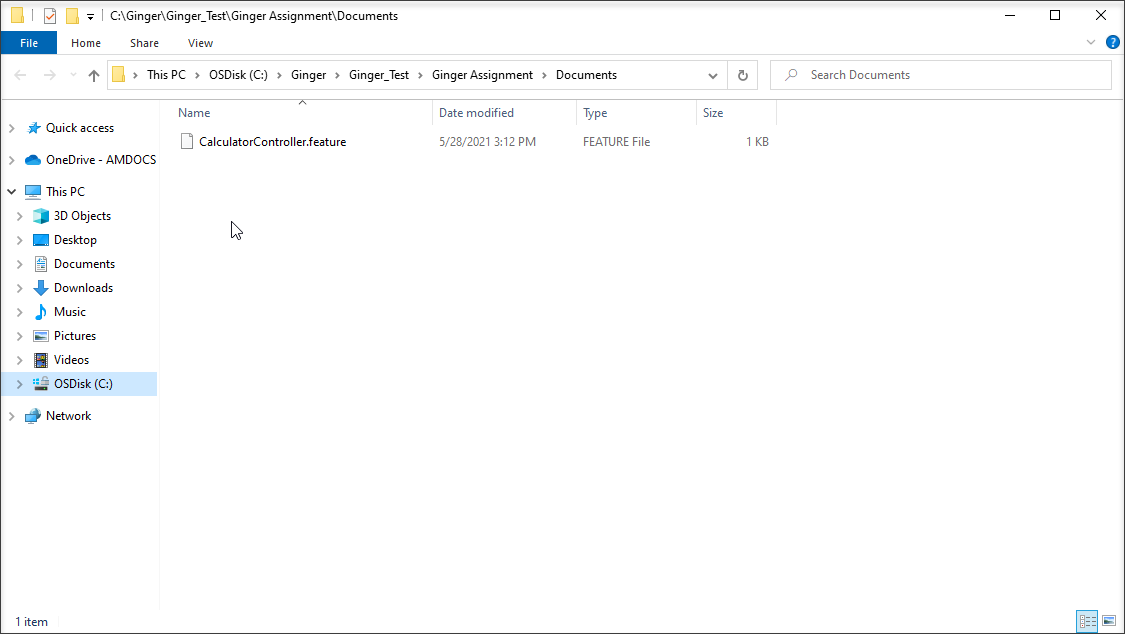 C:\Ginger\Ginger_Test\Ginger Assignment\Documents
File Home Share View
This PC OSDisk (C:) Ginger Ginger_Test Ginger Assignment Documents
Search Documents
Name Date modified Type Size
CalculatorController.feature 5/28/2021 3:12 PM FEATURE File 1 KB
Quick access
OneDrive - AMDOCS
This PC
3D Objects
Desktop
Documents
Downloads
Music
Pictures
Videos
OSDisk (C:)
Network
1 item